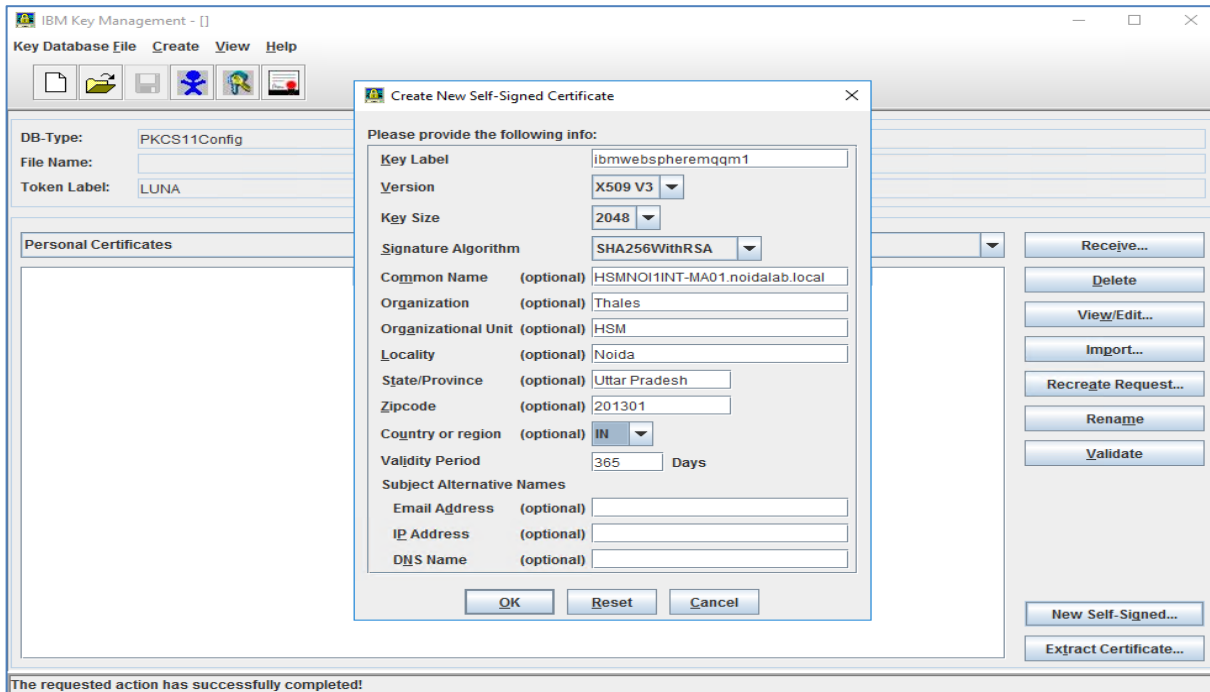 IBM Key Management - []
Key Database File Create View Help
Create New Self-Signed Certificate
DB-Type: PKCS11Config
File Name:
Token Label: LUNA
Personal Certificates
Please provide the following info:
Key Label ibmwebspheremqqm1
Version X509 V3
Key Size 2048
Signature Algorithm SHA256WithRSA
Common Name (optional) HSMNOI1INT-MA01.noidalab.local
Organization (optional) Thales
Organizational Unit (optional) HSM
Locality (optional) Noida
State/Province (optional) Uttar Pradesh
Zipcode (optional) 201301
Country or region (optional) IN
Validity Period 365 Days
Subject Alternative Names
Email Address (optional)
IP Address (optional)
DNS Name (optional)
OK Reset Cancel
Receive...
Delete
View/Edit...
Import...
Recreate Request...
Rename
Validate
New Self-Signed...
Extract Certificate...
The requested action has successfully completed!